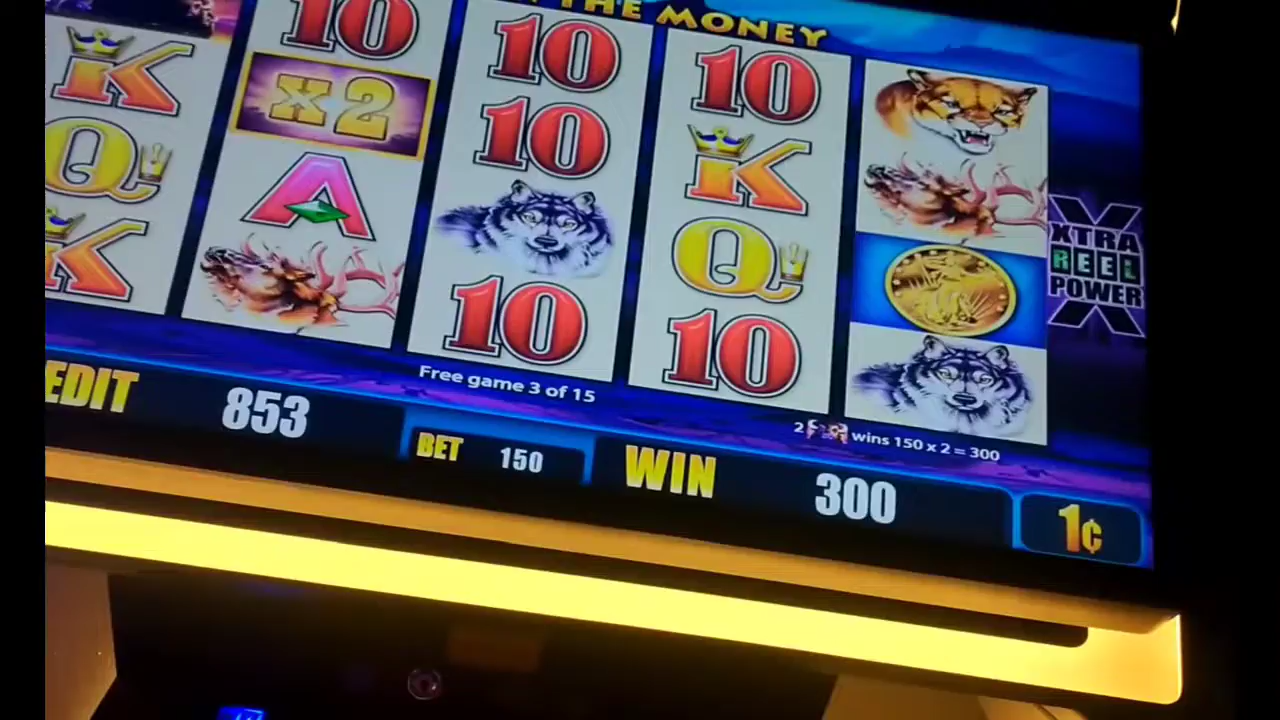 THE MONEY
10 10 10
K X2 10 K
Q A Q
K 10 10
XTRA
REEL
POWER
X
Free game 3 of 15
2 wins 150 x 2 = 300
EDIT 853 BET 150 WIN 300 1¢